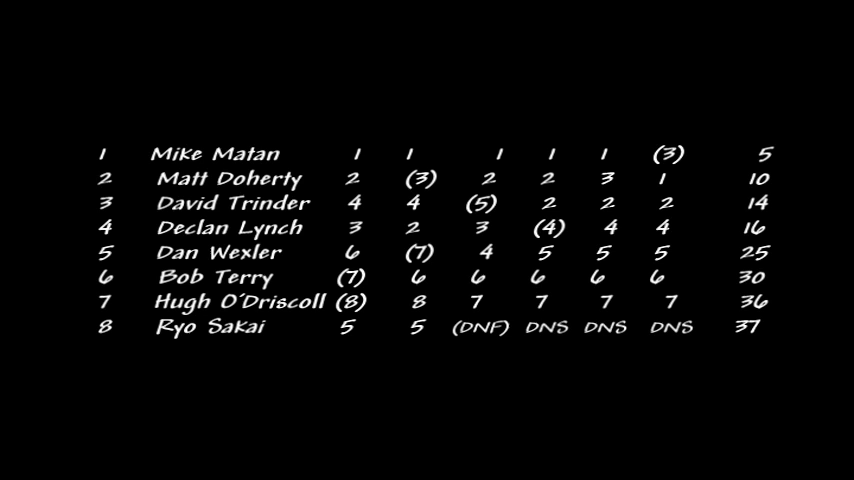 1 Mike Matan 1 1 1 1 1 (3) 5
2 Matt Doherty 2 (3) 2 2 3 1 10
3 David Trinder 4 4 (5) 2 2 2 14
4 Declan Lynch 3 2 3 (4) 4 4 16
5 Dan Wexler 6 (7) 4 5 5 5 25
6 Bob Terry (7) 6 6 6 6 6 30
7 Hugh O'Driscoll (8) 8 7 7 7 7 36
8 Ryo Sakai 5 5 (DNF) DNS DNS DNS 37